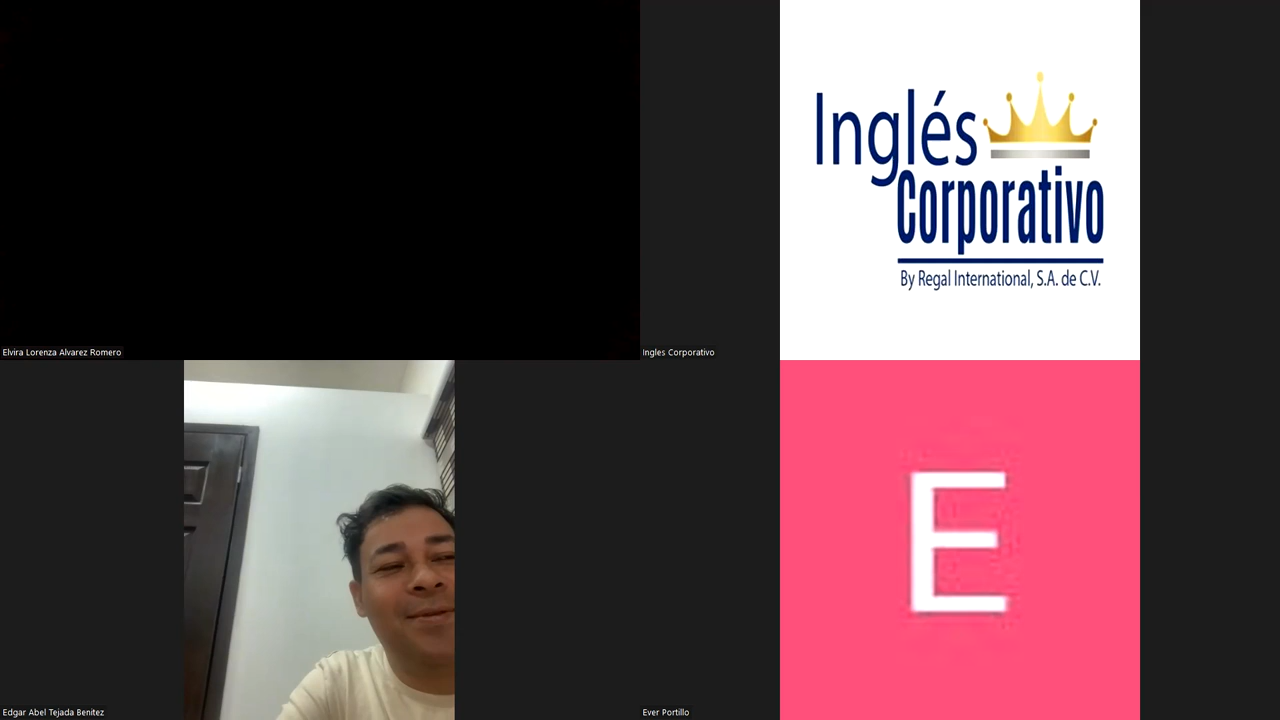 Inglés
Corporativo
By Regal International, S.A. de C.V.
Elvira Lorenza Alvarez Romero
Ingles Corporativo
E
Edgar Abel Tejada Benitez
Ever Portillo